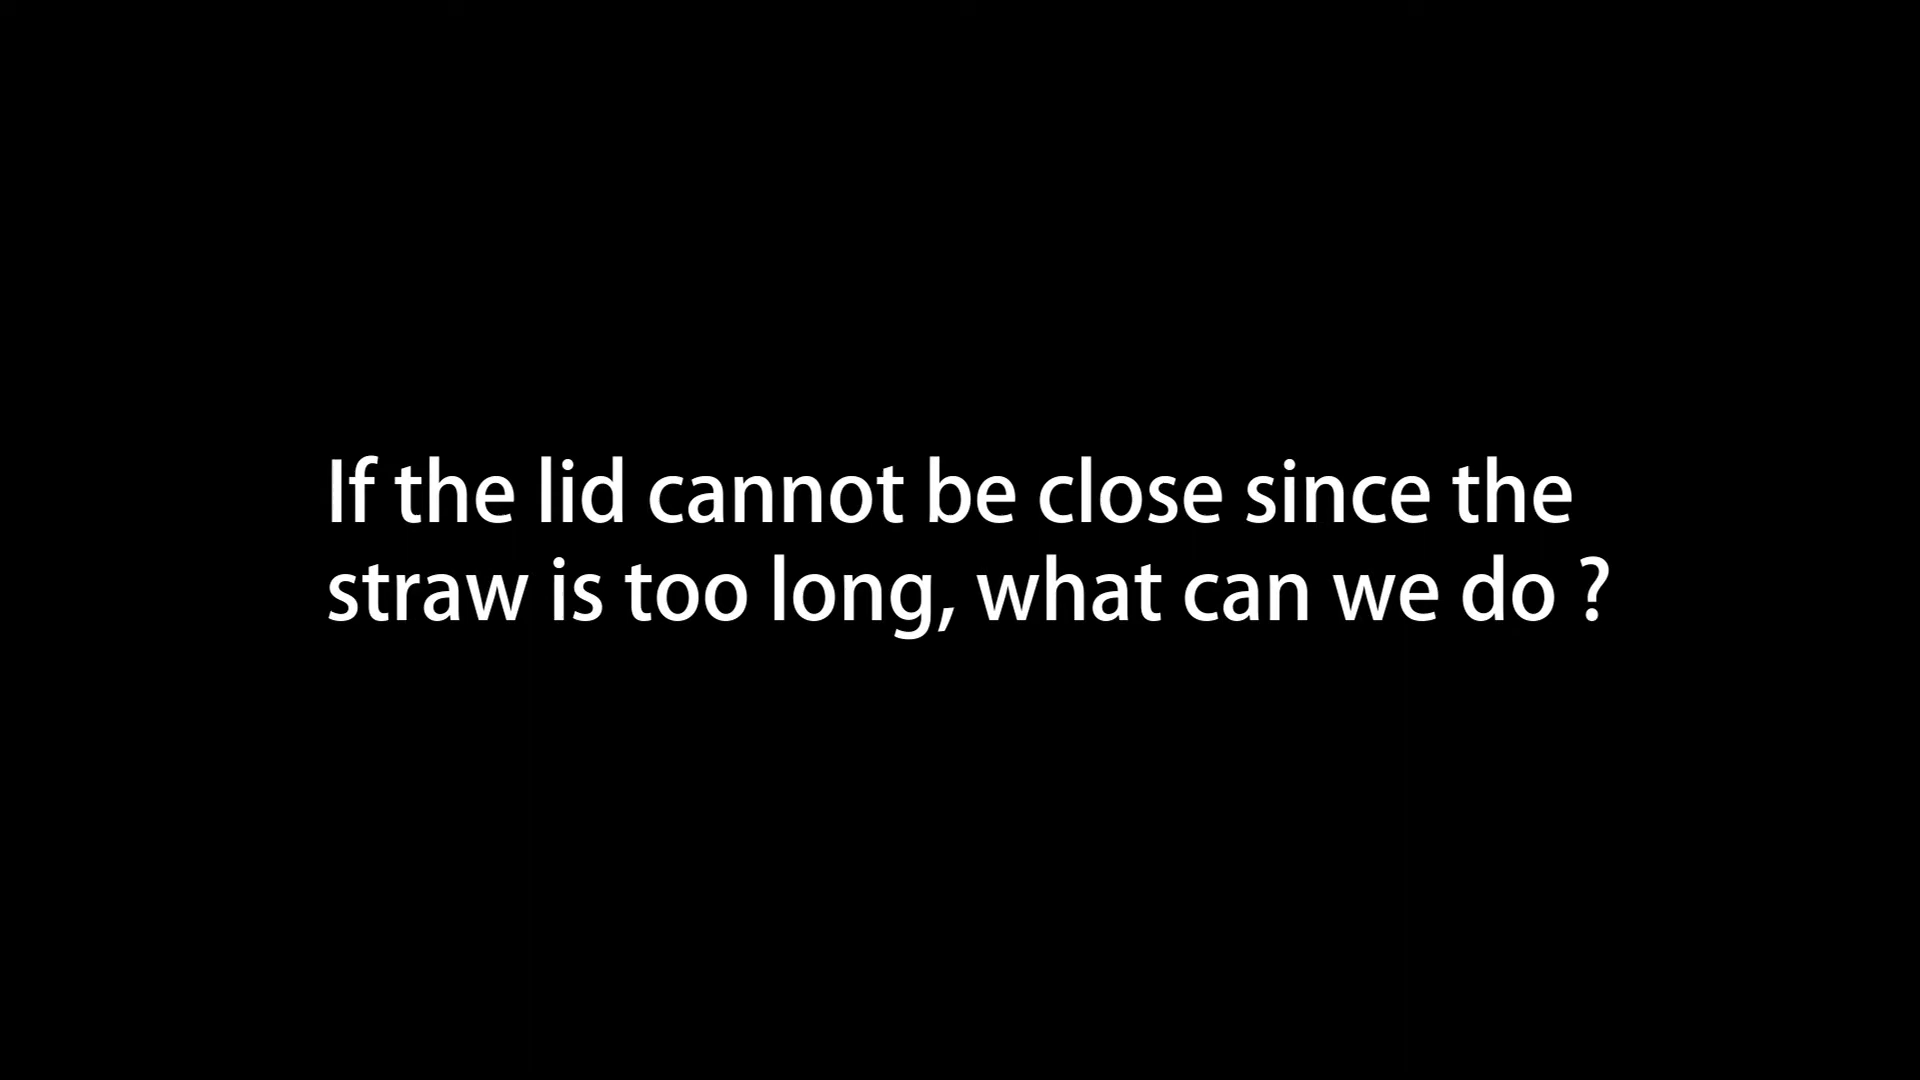 If the lid cannot be close since the
straw is too long, what can we do ?